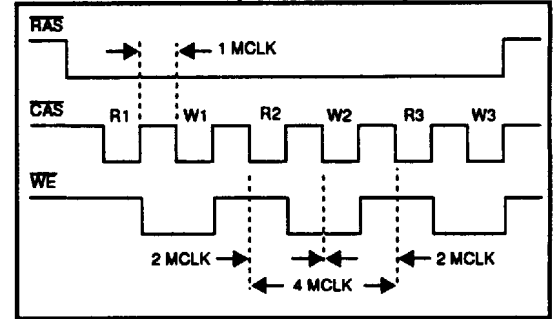 RAS
1 MCLK
CAS R1 W1 R2 W2 R3 W3
WE
2 MCLK 2 MCLK
4 MCLK